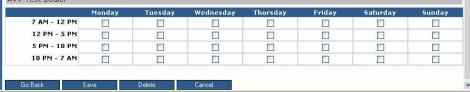 Monday Tuesday Wednesday Thursday Friday Saturday Sunday
7 AM - 12 PM
12 PM - 5 PM
5 PM - 10 PM
10 PM - 7 AM
Go Back Save Delete Cancel